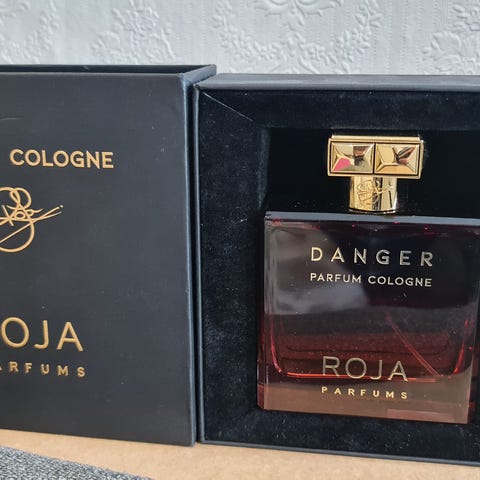 COLOGNE
OJA
ARFUMS
DANGER
PARFUM COLOGNE
ROJA
PARFUMS